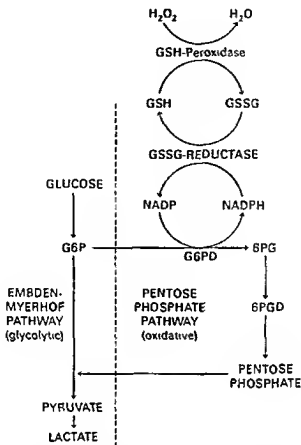 H₂O₂ H₂O
GSH-Peroxidase
GSH GSSG
GSSG-REDUCTASE
GLUCOSE
NADP NADPH
G6P G6PD 6PG
EMBDEN-
MYERHOF
PATHWAY
(glycolytic)
PENTOSE
PHOSPHATE
PATHWAY
(oxidative)
6PGD
PENTOSE
PHOSPHATE
PYRUVATE
LACTATE